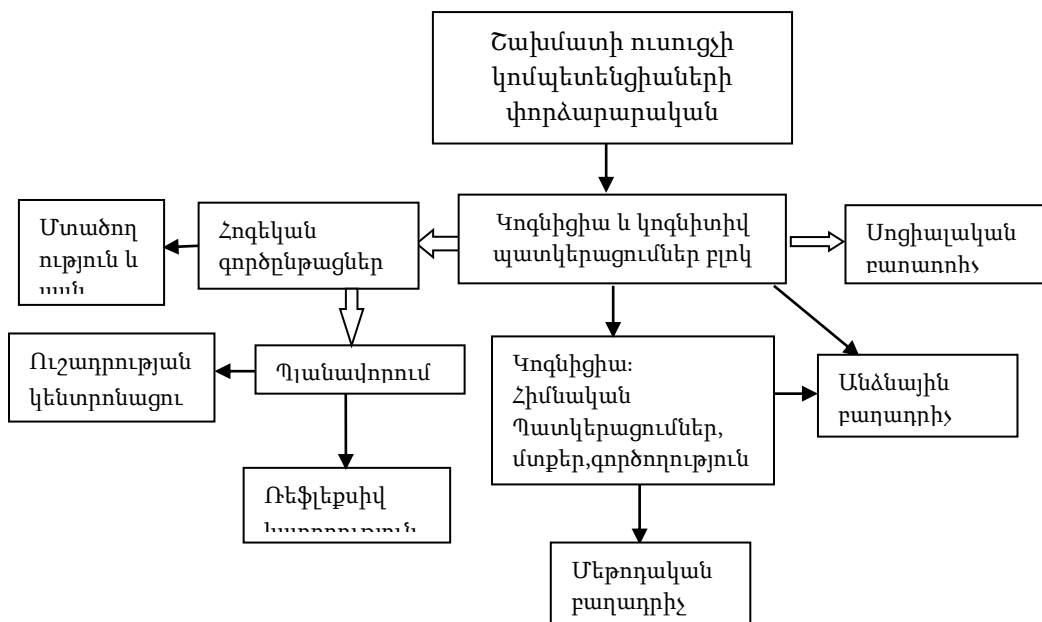 Շախմատի ուսուցչի
կոմպետենցիաների
փորձարարական
Մտածող
ություն և
Հոգեկան
գործընթացներ
Կոգնիցիա և կոգնիտիվ
պատկերացումներ բլոկ
Սոցիալական
բաղադրիչ
Ուշադրության
կենտրոնացու
Պլանավորում
Կոգնիցիա։
Հիմնական
Պատկերացումներ,
մտքեր,գործողություն
Անձնային
բաղադրիչ
Ռեֆլեքսիվ
Մեթոդական
բաղադրիչ